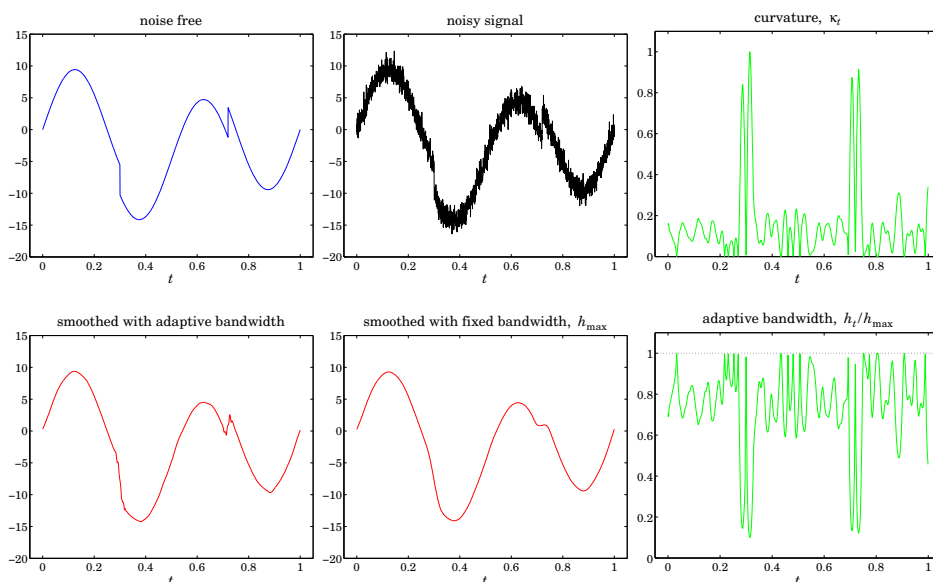 noise free
15
10
5
0
−5
−10
−15
−20
0 0.2 0.4 0.6 0.8 1
t
noisy signal
15
10
5
0
−5
−10
−15
−20
0 0.2 0.4 0.6 0.8 1
t
curvature, κt
1
0.8
0.6
0.4
0.2
0
0 0.2 0.4 0.6 0.8 1
t
smoothed with adaptive bandwidth
15
10
5
0
−5
−10
−15
−20
0 0.2 0.4 0.6 0.8 1
t
smoothed with fixed bandwidth, hmax
15
10
5
0
−5
−10
−15
−20
0 0.2 0.4 0.6 0.8 1
t
adaptive bandwidth, ht/hmax
1
0.8
0.6
0.4
0.2
0
0 0.2 0.4 0.6 0.8 1
t